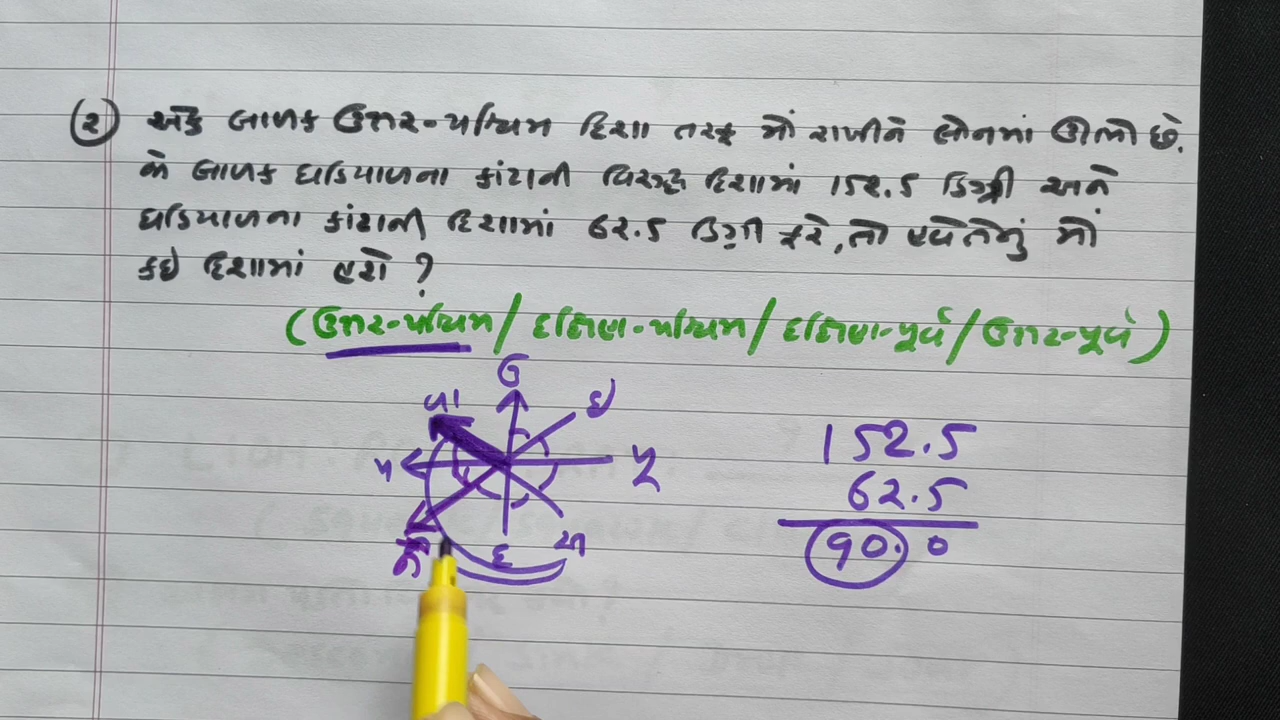 (૨) એક બાળક ઉત્તર-પશ્ચિમ દિશા તરફ મોં રાખીને લોનમાં ઊભો છે.
બે બાળક ઘડિયાળના કાંટાની વિરુદ્ધ દિશામાં 152.5 ડિગ્રી અને
ઘડિયાળના કાંટાની દિશામાં 62.5 ડિગ્રી ફરે, તો હવે તેનું મોં
કઇ દિશામાં હશે ?
(ઉત્તર-પશ્ચિમ / દક્ષિણ-પશ્ચિમ / દક્ષિણ-પૂર્વ / ઉત્તર-પૂર્વ)
ઉ
વા ઇ
પ પૂ
નૈ દ અ
152.5
62.5
90.0